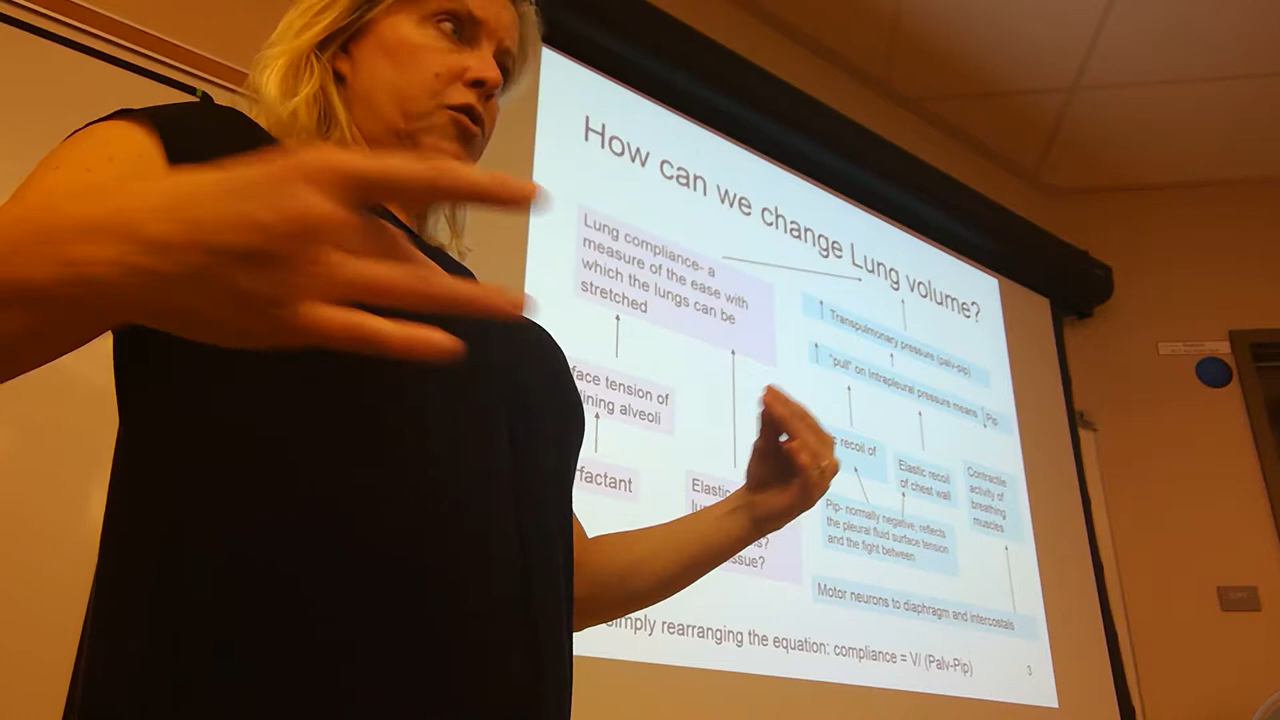 How can we change Lung volume?
Lung compliance- a
measure of the ease with
which the lungs can be
stretched
Transpulmonary pressure (palv-pip)
"pull" on Intrapleural pressure means Pip
face tension of
ining alveoli
recoil of
Elastic recoil
of chest wall
Contractile
activity of
breathing
muscles
factant
Elastic
Pip- normally negative, reflects
the pleural fluid surface tension
and the fight between
Motor neurons to diaphragm and intercostals
simply rearranging the equation: compliance = V/ (Palv-Pip)
3